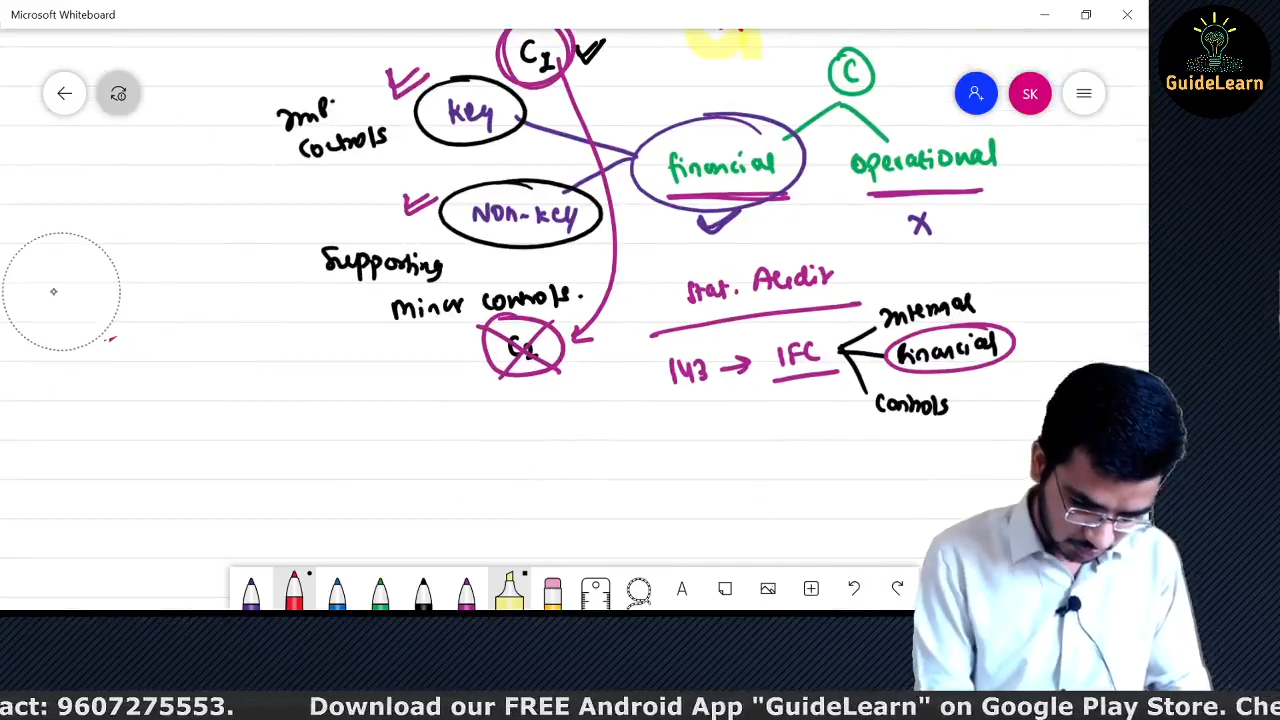 Microsoft Whiteboard
GuideLearn
SK
C1
C
Key
Imp.
Controls
financial
operational
Non-Key
X
Supporting
Minor controls.
Stat. Audit
Internal
143 → IFC
financial
Controls
A
act: 9607275553. Download our FREE Android App "GuideLearn" on Google Play Store. Che